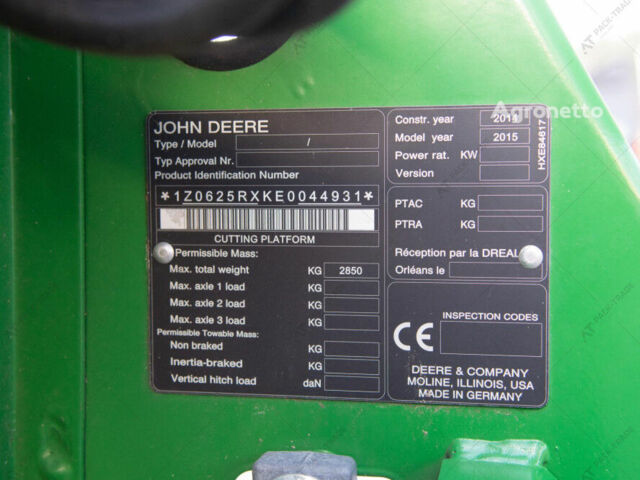 JOHN DEERE
Type / Model /
Typ Approval Nr.
Product Identification Number
*1Z0625RXKE0044931*
CUTTING PLATFORM
Permissible Mass:
Max. total weight KG 2850
Max. axle 1 load KG
Max. axle 2 load KG
Max. axle 3 load KG
Permissible Towable Mass:
Non braked KG
Inertia-braked KG
Vertical hitch load daN
Constr. year 2014
Model year 2015
Power rat. KW
Version
HXE84617
PTAC KG
PTRA KG
Réception par la DREAL
Orléans le
INSPECTION CODES
CE
DEERE & COMPANY
MOLINE, ILLINOIS, USA
MADE IN GERMANY
Agronetto
AT PACK-TRADE